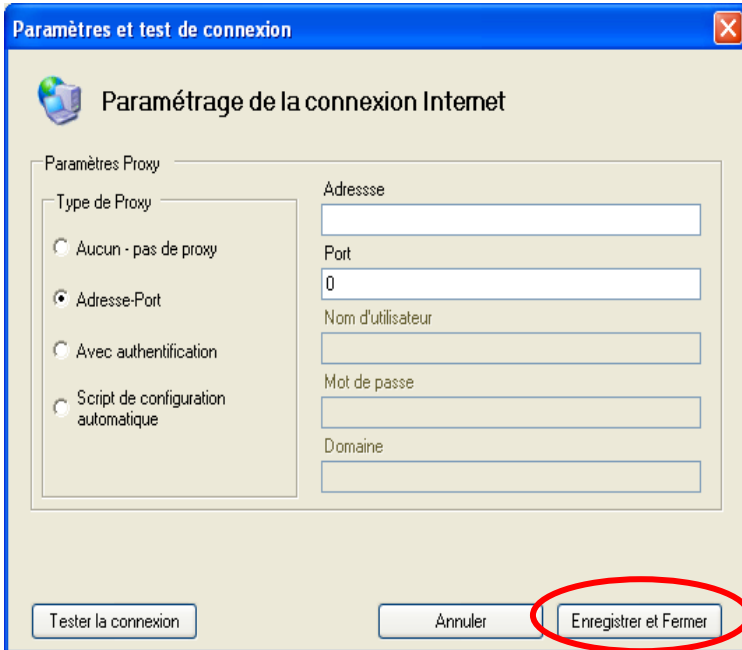 Paramètres et test de connexion
Paramétrage de la connexion Internet
Paramètres Proxy
Type de Proxy
Aucun - pas de proxy
Adresse-Port
Avec authentification
Script de configuration
automatique
Adressse
Port
0
Nom d'utilisateur
Mot de passe
Domaine
Tester la connexion
Annuler
Enregistrer et Fermer